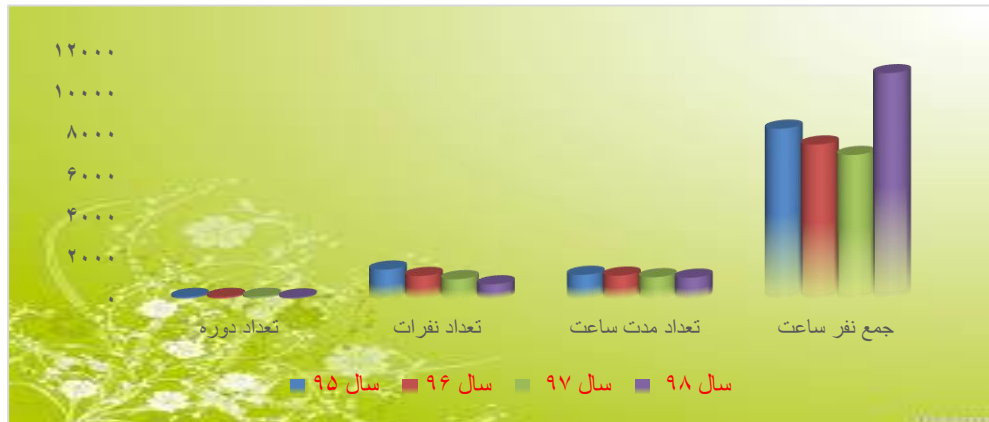 ۱۲۰۰۰
۱۰۰۰۰
۸۰۰۰
۶۰۰۰
۴۰۰۰
۲۰۰۰
۰
تعداد دوره
تعداد نفرات
تعداد مدت ساعت
جمع نفر ساعت
سال ۹۵
سال ۹۶
سال ۹۷
سال ۹۸